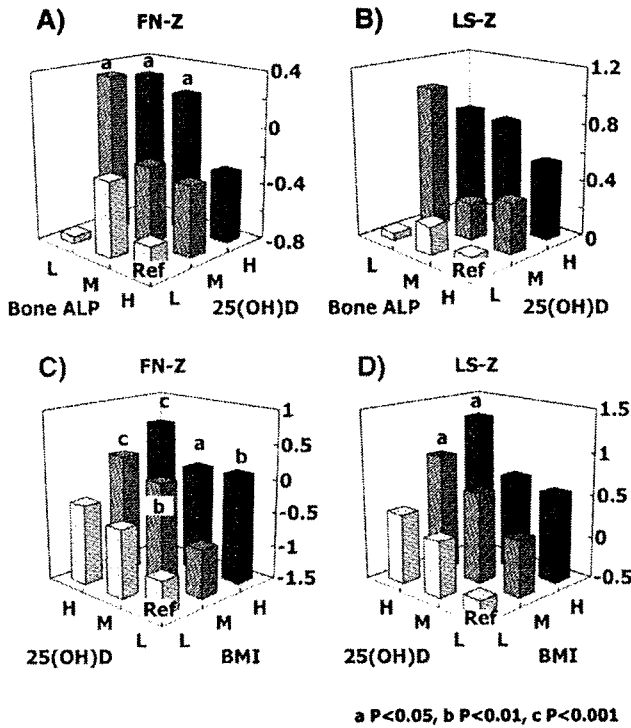 A) FN-Z
a a a
0.4
0
-0.4
-0.8
L M H
Ref
L M H
Bone ALP 25(OH)D
B) LS-Z
1.2
0.8
0.4
0
L M H
Ref
L M H
Bone ALP 25(OH)D
C) FN-Z
c
c a b
b
1
0.5
0
-0.5
-1
-1.5
H M L
Ref
L M H
25(OH)D BMI
D) LS-Z
a
a
1.5
1
0.5
0
-0.5
H M L
Ref
L M H
25(OH)D BMI
a P<0.05, b P<0.01, c P<0.001